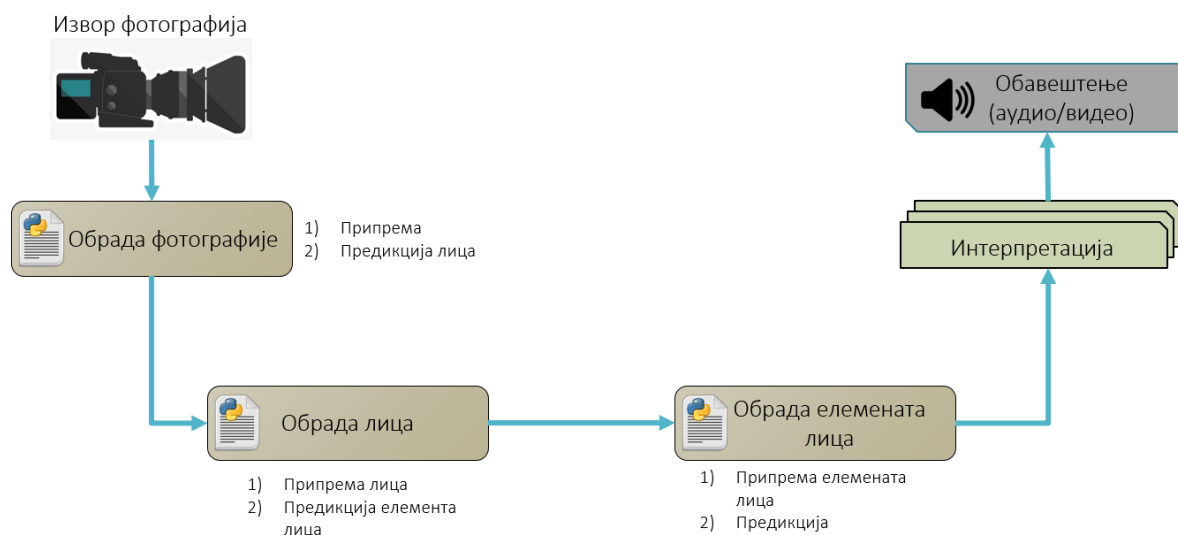 Извор фотографија
Обавештење
(аудио/видео)
Обрада фотографије
1) Припрема
2) Предикција лица
Интерпретација
Обрада лица
1) Припрема лица
2) Предикција елемента
лица
Обрада елемената
лица
1) Припрема елемената
лица
2) Предикција